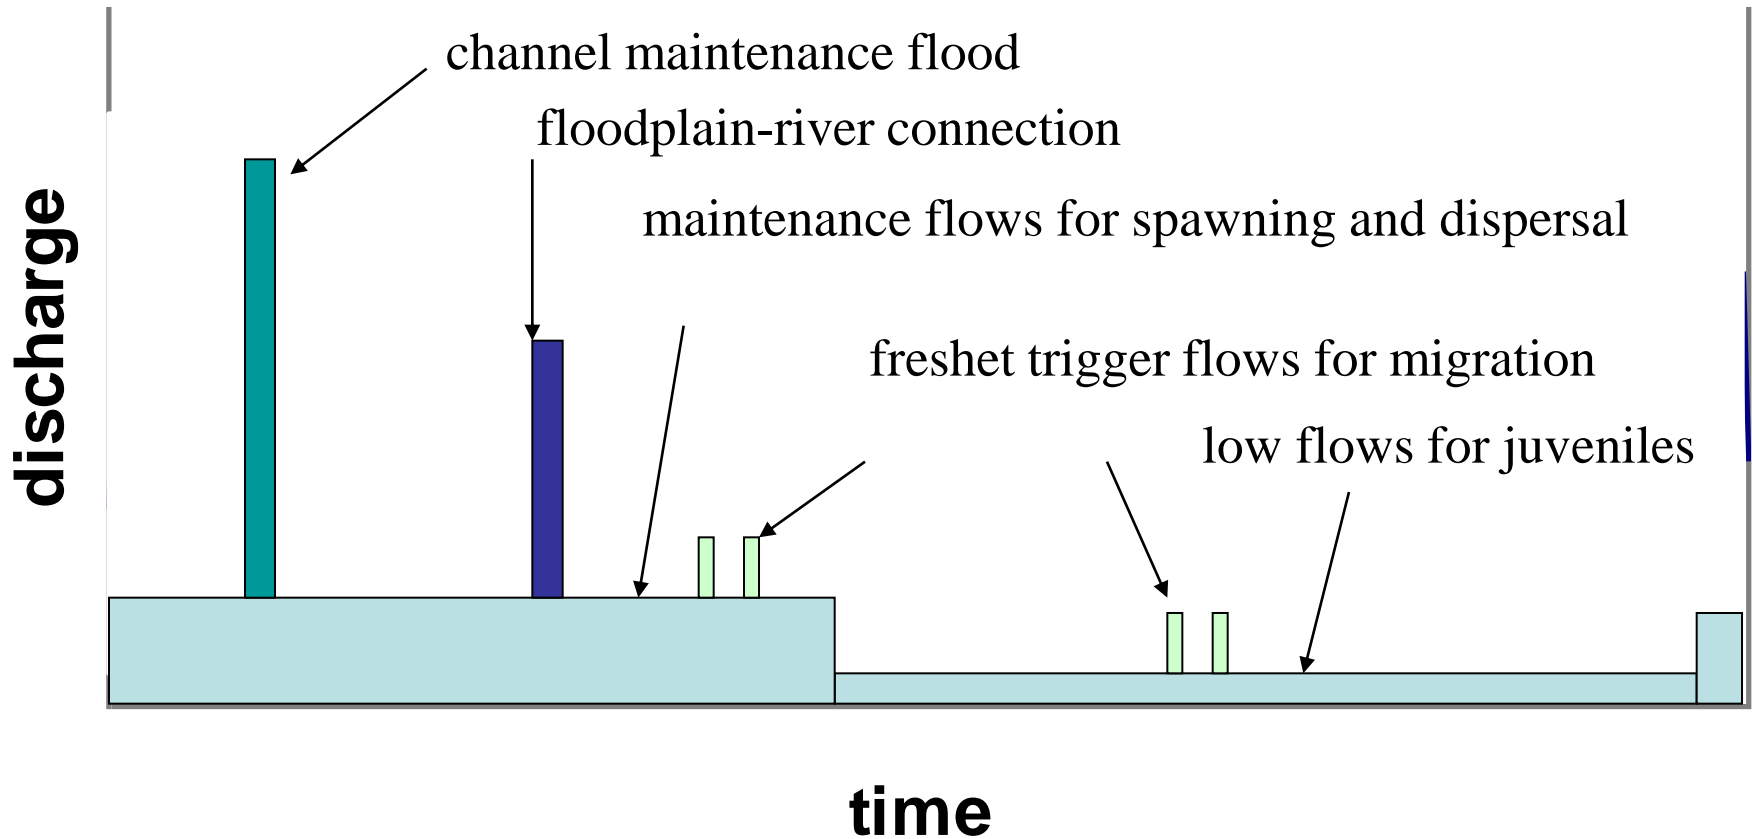 channel maintenance flood
floodplain-river connection
maintenance flows for spawning and dispersal
freshet trigger flows for migration
low flows for juveniles
discharge
time